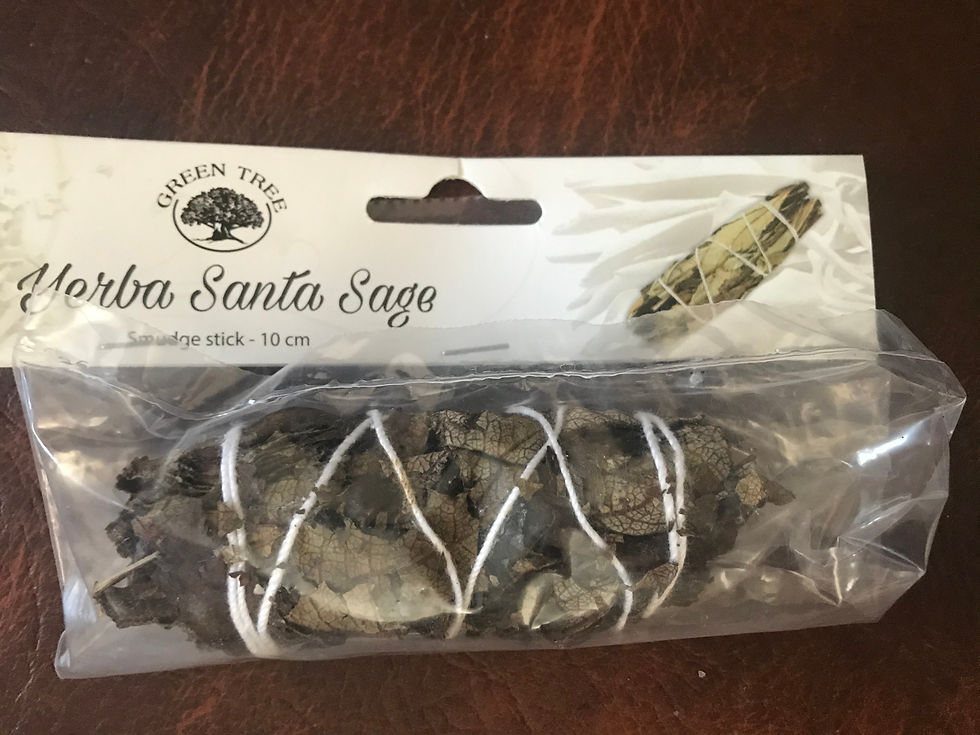 GREEN TREE
Yerba Santa Sage
Smudge stick - 10 cm